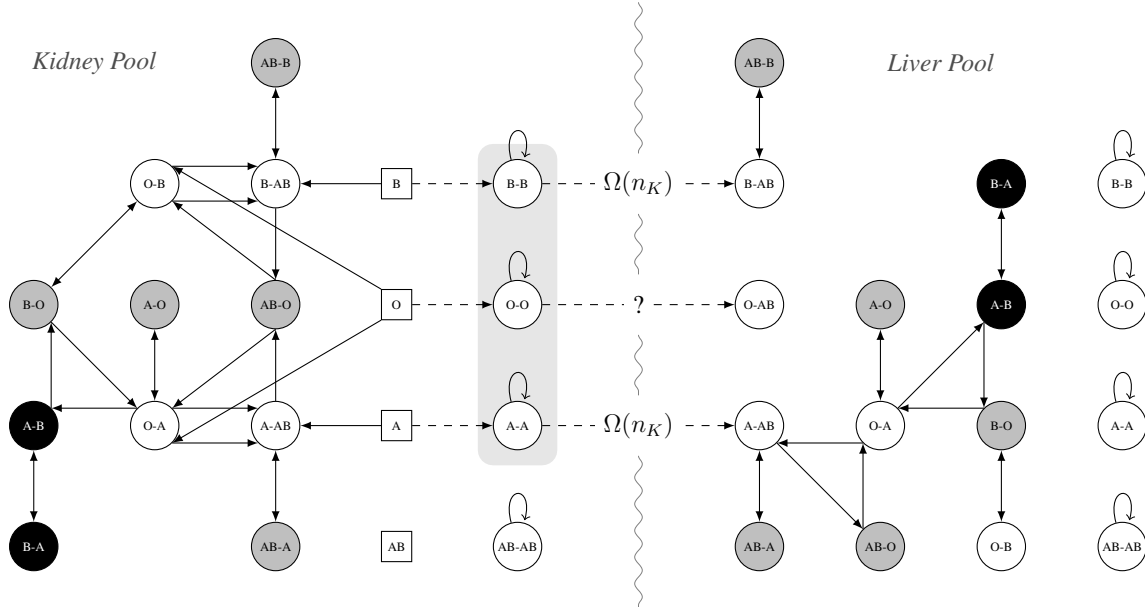 AB-B
AB-B
Kidney Pool
Liver Pool
O-B
B-AB
B
B-B
Ω(n_K)
B-AB
B-A
B-B
B-O
A-O
AB-O
O
O-O
?
O-AB
A-O
A-B
O-O
A-B
O-A
A-AB
A
A-A
Ω(n_K)
A-AB
O-A
B-O
A-A
B-A
AB-A
AB
AB-AB
AB-A
AB-O
O-B
AB-AB